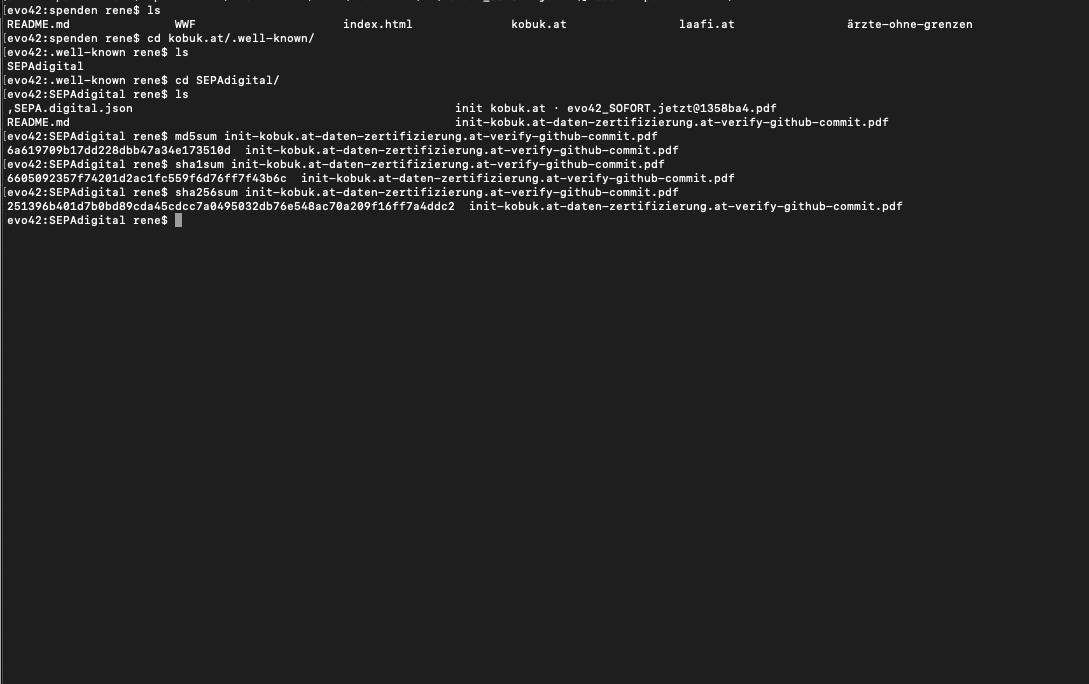 [evo42:spenden rene$ ls
README.md WWF index.html kobuk.at laafi.at ärzte-ohne-grenzen
[evo42:spenden rene$ cd kobuk.at/.well-known/
[evo42:.well-known rene$ ls
SEPAdigital
[evo42:.well-known rene$ cd SEPAdigital/
[evo42:SEPAdigital rene$ ls
,SEPA.digital.json init kobuk.at · evo42_SOFORT.jetzt@1358ba4.pdf
README.md init-kobuk.at-daten-zertifizierung.at-verify-github-commit.pdf
[evo42:SEPAdigital rene$ md5sum init-kobuk.at-daten-zertifizierung.at-verify-github-commit.pdf
6a619709b17dd228dbb47a34e173510d  init-kobuk.at-daten-zertifizierung.at-verify-github-commit.pdf
[evo42:SEPAdigital rene$ sha1sum init-kobuk.at-daten-zertifizierung.at-verify-github-commit.pdf
6605092357f74201d2ac1fc559f6d76ff7f43b6c  init-kobuk.at-daten-zertifizierung.at-verify-github-commit.pdf
[evo42:SEPAdigital rene$ sha256sum init-kobuk.at-daten-zertifizierung.at-verify-github-commit.pdf
251396b401d7b0bd89cda45cdcc7a0495032db76e548ac70a209f16ff7a4ddc2  init-kobuk.at-daten-zertifizierung.at-verify-github-commit.pdf
evo42:SEPAdigital rene$